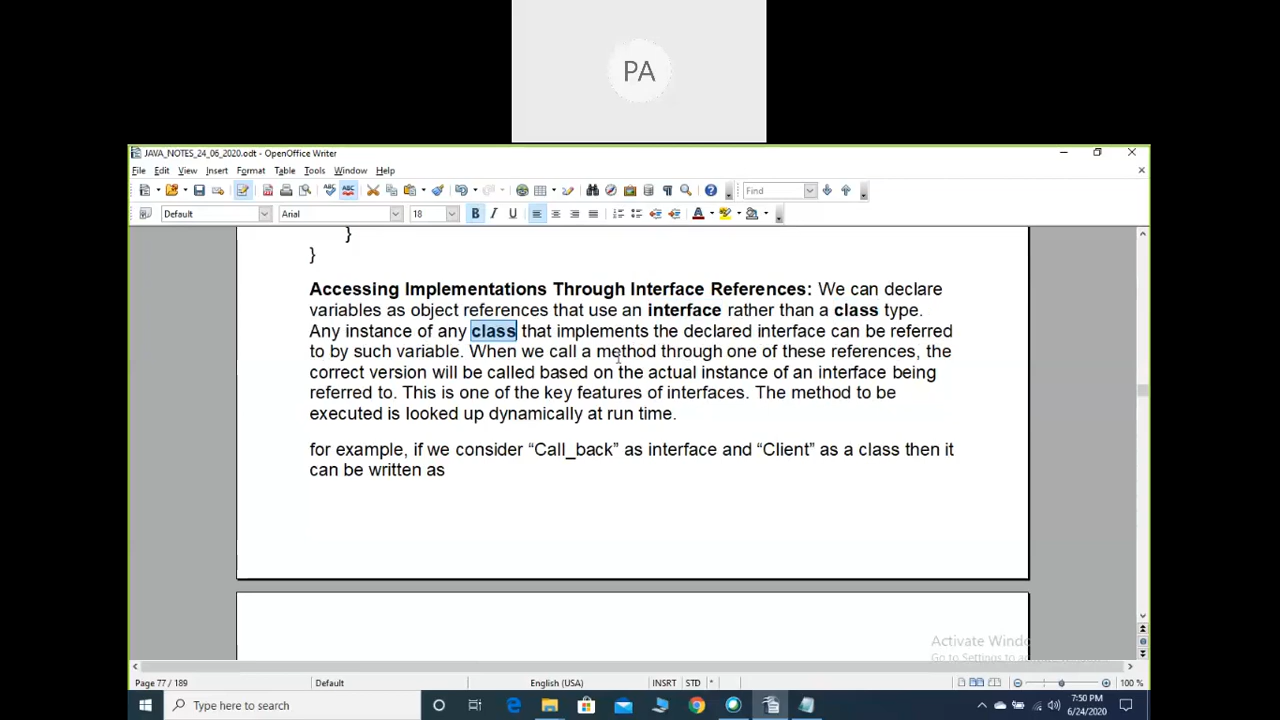 PA
JAVA_NOTES_24_06_2020.odt - OpenOffice Writer
File Edit View Insert Format Table Tools Window Help
Find
Default Arial 18 B I U A
}
}
Accessing Implementations Through Interface References: We can declare
variables as object references that use an interface rather than a class type.
Any instance of any class that implements the declared interface can be referred
to by such variable. When we call a method through one of these references, the
correct version will be called based on the actual instance of an interface being
referred to. This is one of the key features of interfaces. The method to be
executed is looked up dynamically at run time.
for example, if we consider “Call_back” as interface and “Client” as a class then it
can be written as
Activate Windo
Go to Settings to a
Page 77 / 189 Default English (USA) INSRT STD * 100 %
Type here to search
7:50 PM
6/24/2020